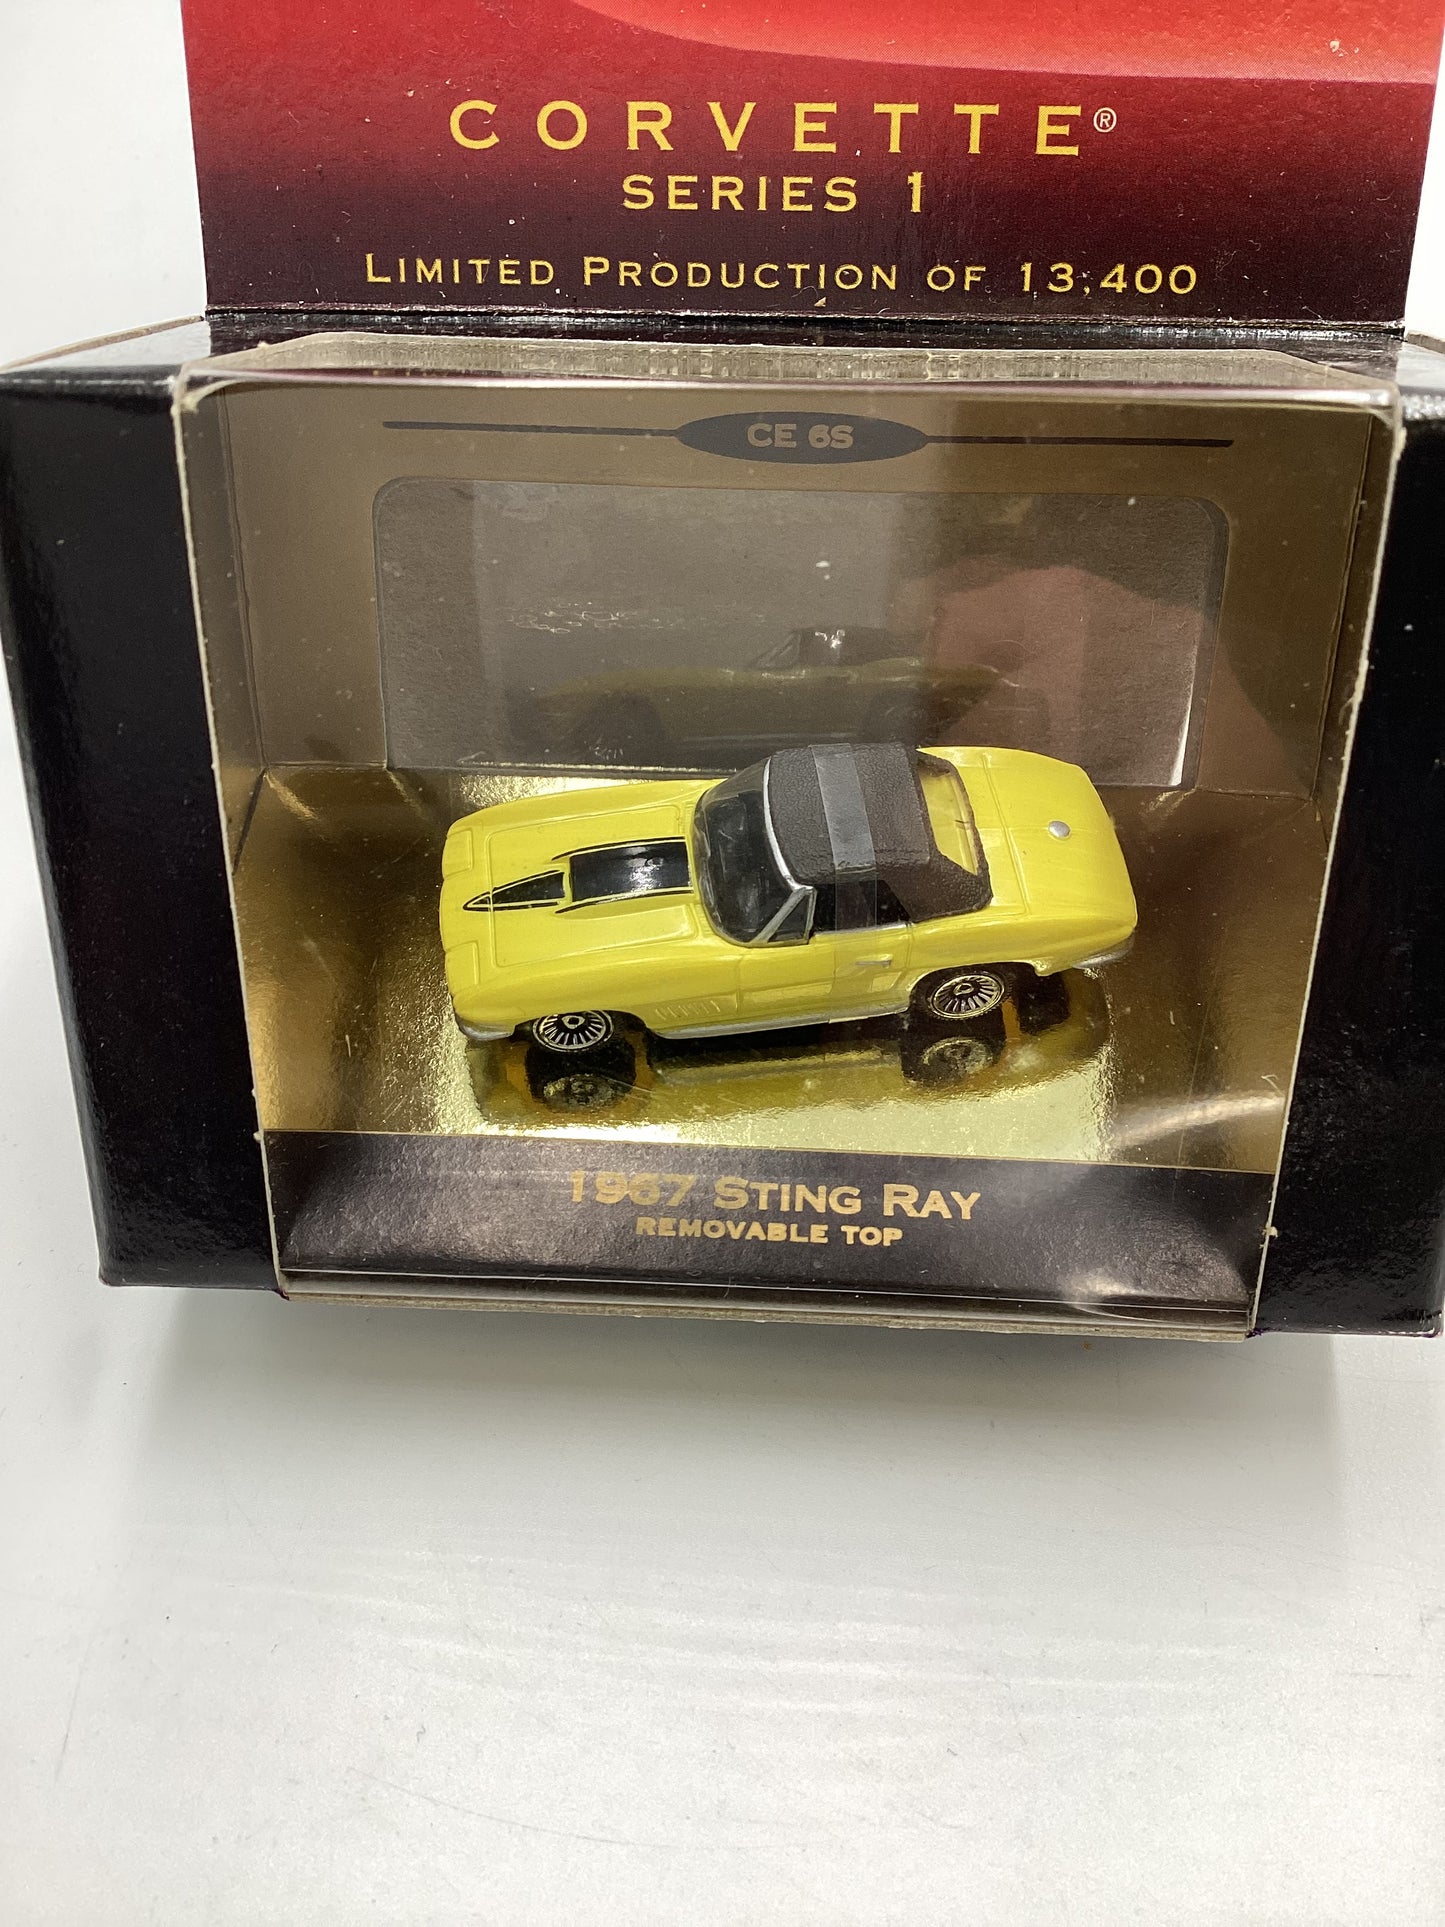 CORVETTE®
SERIES 1
LIMITED PRODUCTION OF 13,400
CE 6S
1967 STING RAY
REMOVABLE TOP